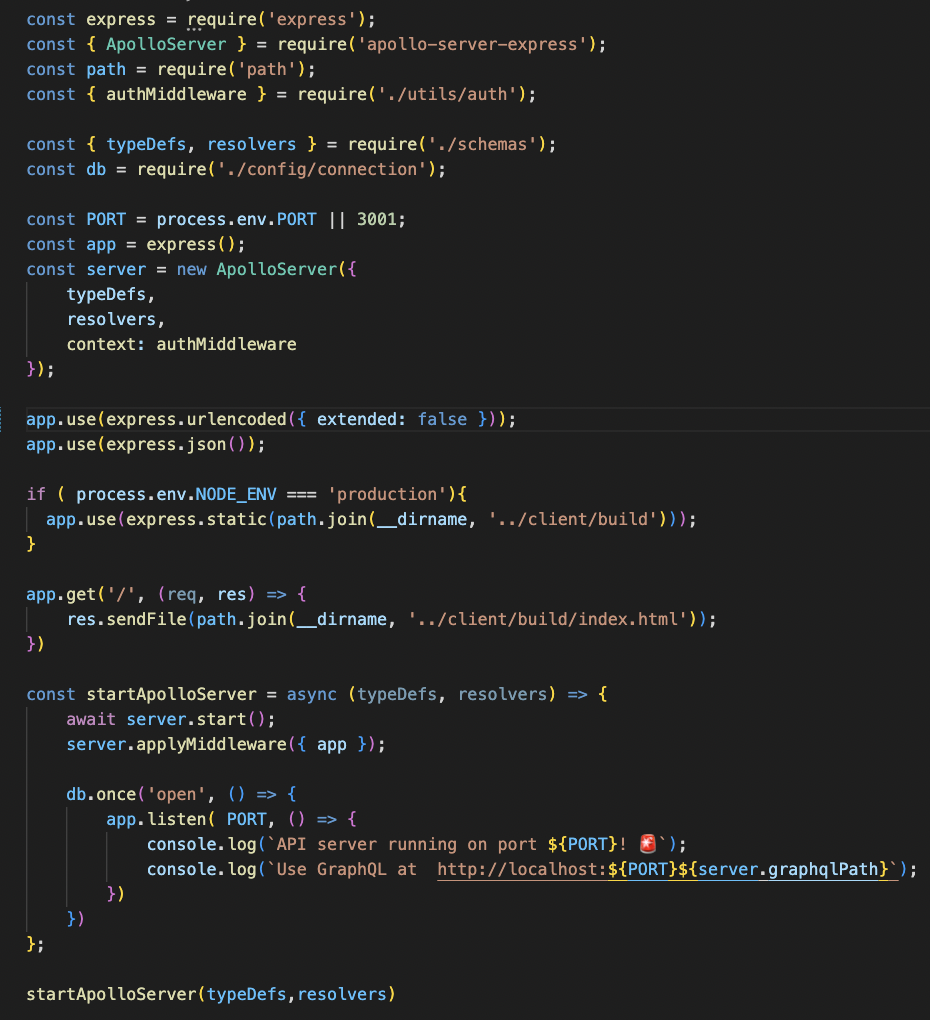 const express = require('express');
const { ApolloServer } = require('apollo-server-express');
const path = require('path');
const { authMiddleware } = require('./utils/auth');

const { typeDefs, resolvers } = require('./schemas');
const db = require('./config/connection');

const PORT = process.env.PORT || 3001;
const app = express();
const server = new ApolloServer({
    typeDefs,
    resolvers,
    context: authMiddleware
});

app.use(express.urlencoded({ extended: false }));
app.use(express.json());

if ( process.env.NODE_ENV === 'production'){
  app.use(express.static(path.join(__dirname, '../client/build')));
}

app.get('/', (req, res) => {
    res.sendFile(path.join(__dirname, '../client/build/index.html'));
})

const startApolloServer = async (typeDefs, resolvers) => {
    await server.start();
    server.applyMiddleware({ app });

    db.once('open', () => {
        app.listen( PORT, () => {
            console.log(`API server running on port ${PORT}! 🚨`);
            console.log(`Use GraphQL at  http://localhost:${PORT}${server.graphqlPath}`);
        })
    })
};

startApolloServer(typeDefs,resolvers)